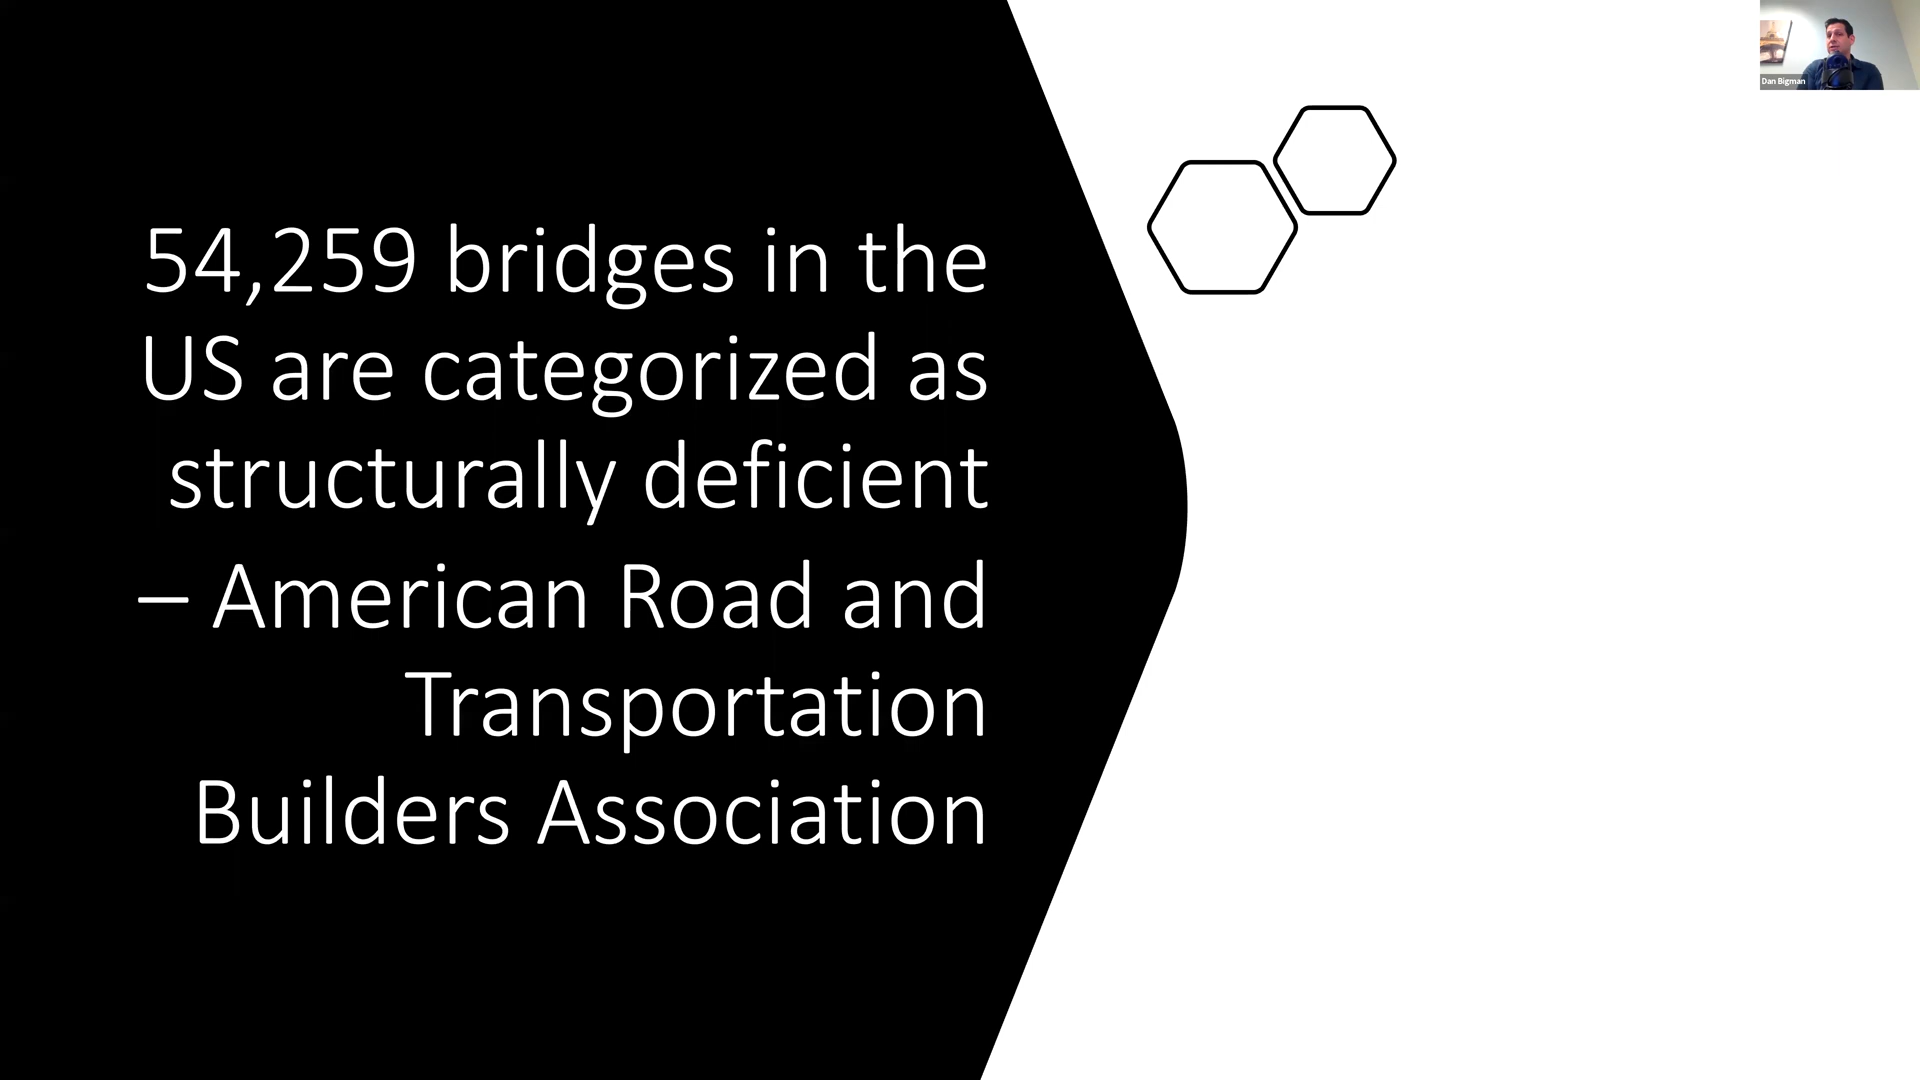 54,259 bridges in the
US are categorized as
structurally deficient
– American Road and
Transportation
Builders Association
Dan Bigman